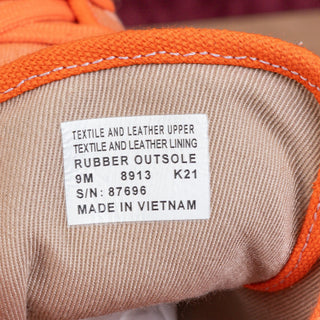 TEXTILE AND LEATHER UPPER
TEXTILE AND LEATHER LINING
RUBBER OUTSOLE
9M 8913 K21
S/N: 87696
MADE IN VIETNAM